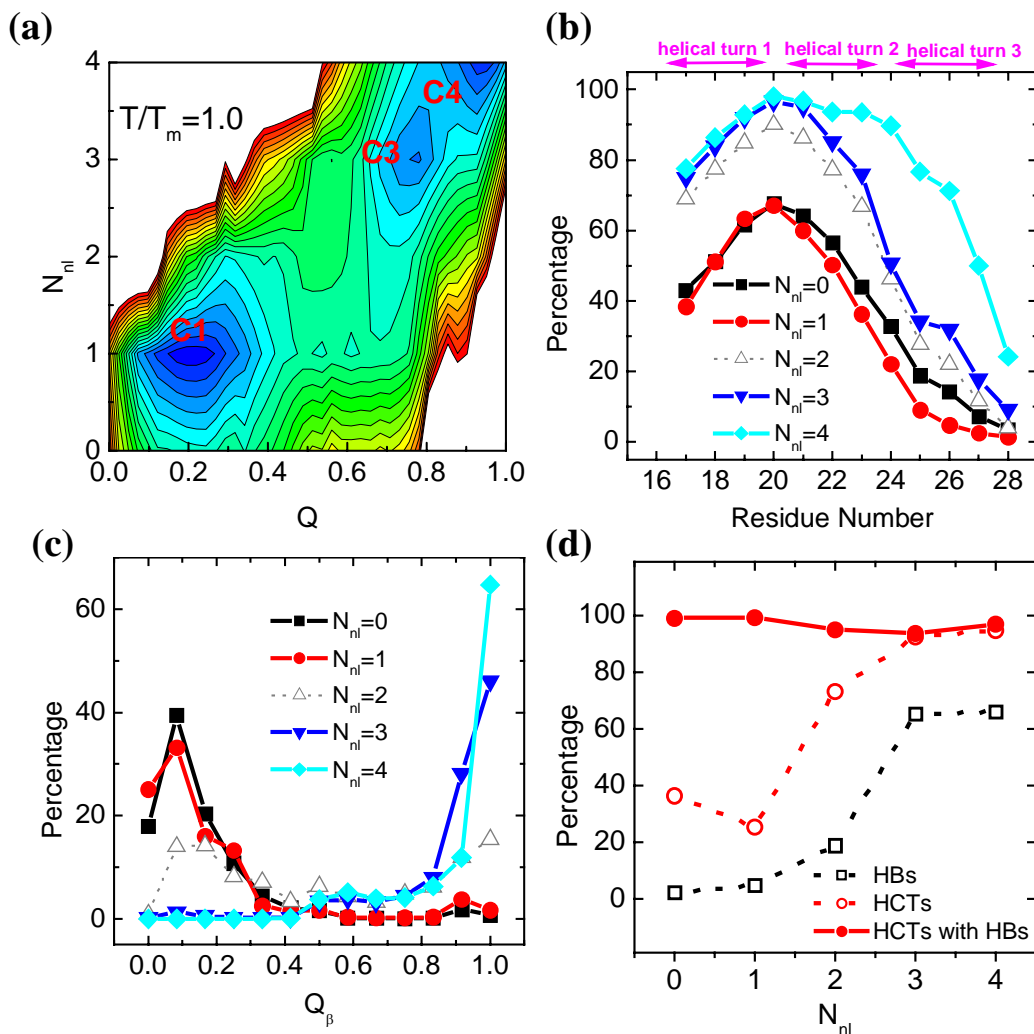 (a)
4
3
2
1
0
N_nl
T/T_m=1.0
C4
C3
C1
0.0 0.2 0.4 0.6 0.8 1.0
Q
(b)
helical turn 1 helical turn 2 helical turn 3
100
80
60
40
20
0
Percentage
N_nl=0
N_nl=1
N_nl=2
N_nl=3
N_nl=4
16 18 20 22 24 26 28
Residue Number
(c)
60
40
20
0
Percentage
N_nl=0
N_nl=1
N_nl=2
N_nl=3
N_nl=4
0.0 0.2 0.4 0.6 0.8 1.0
Q_β
(d)
100
80
60
40
20
0
Percentage
HBs
HCTs
HCTs with HBs
0 1 2 3 4
N_nl